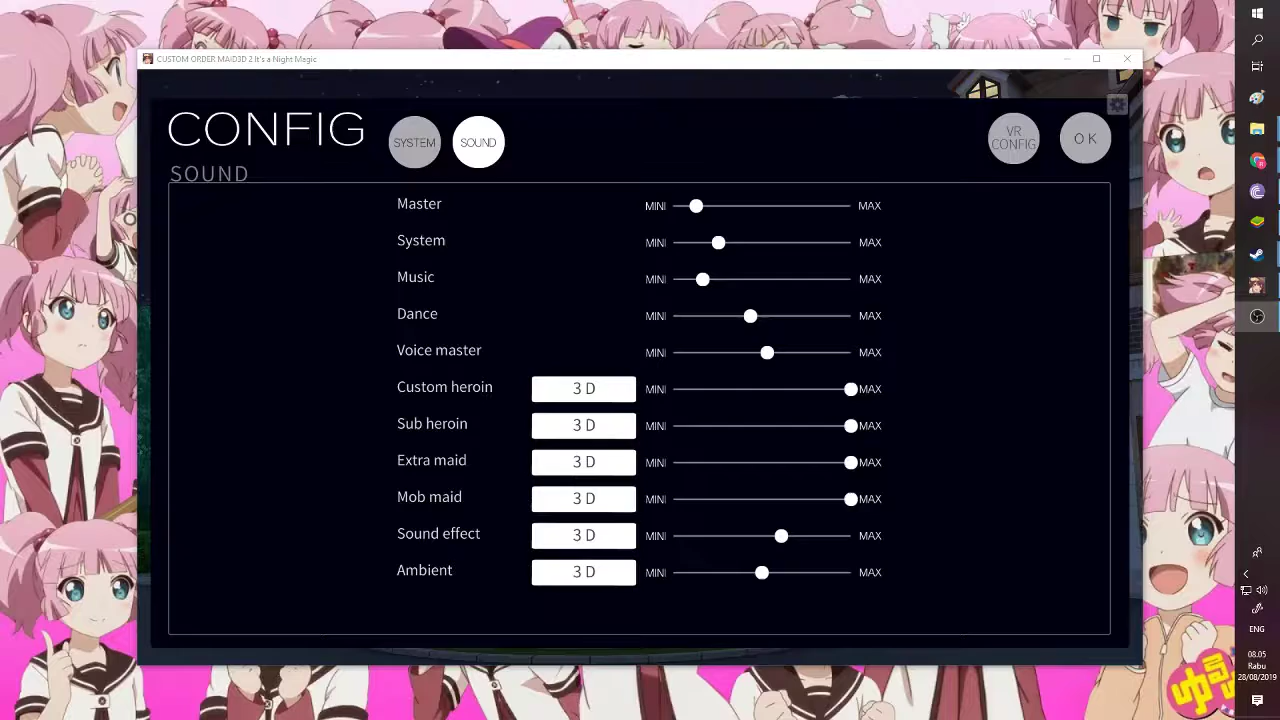 CUSTOM ORDER MAID3D 2 It's a Night Magic
CONFIG
SYSTEM
SOUND
VR CONFIG
OK
SOUND
Master MINI MAX
System MINI MAX
Music MINI MAX
Dance MINI MAX
Voice master MINI MAX
Custom heroin 3 D MINI MAX
Sub heroin 3 D MINI MAX
Extra maid 3 D MINI MAX
Mob maid 3 D MINI MAX
Sound effect 3 D MINI MAX
Ambient 3 D MINI MAX
ENG
08.05
Rabu
28/08/2019